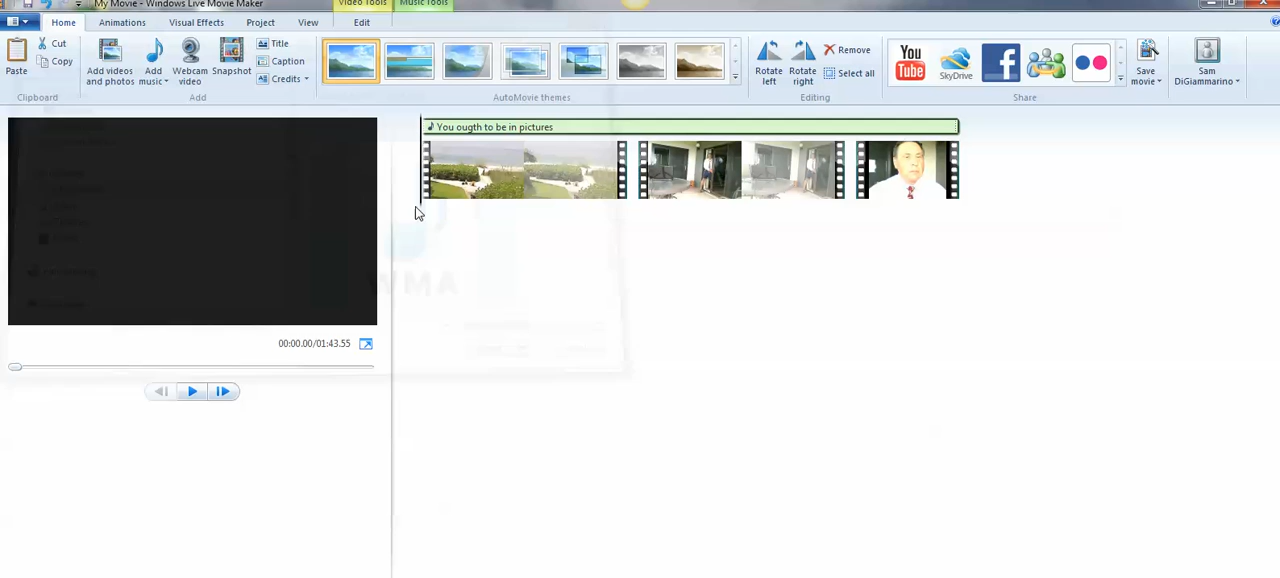 My Movie - Windows Live Movie Maker
Video Tools
Music Tools
Home
Animations
Visual Effects
Project
View
Edit
Paste
Cut
Copy
Clipboard
Add videos and photos
Add music
Webcam video
Snapshot
Title
Caption
Credits
Add
AutoMovie themes
Rotate left
Rotate right
Remove
Select all
Editing
You Tube
SkyDrive
f
Share
Save movie
Sam DiGiammarino
You ougth to be in pictures
WMA
00:00.00/01:43.55